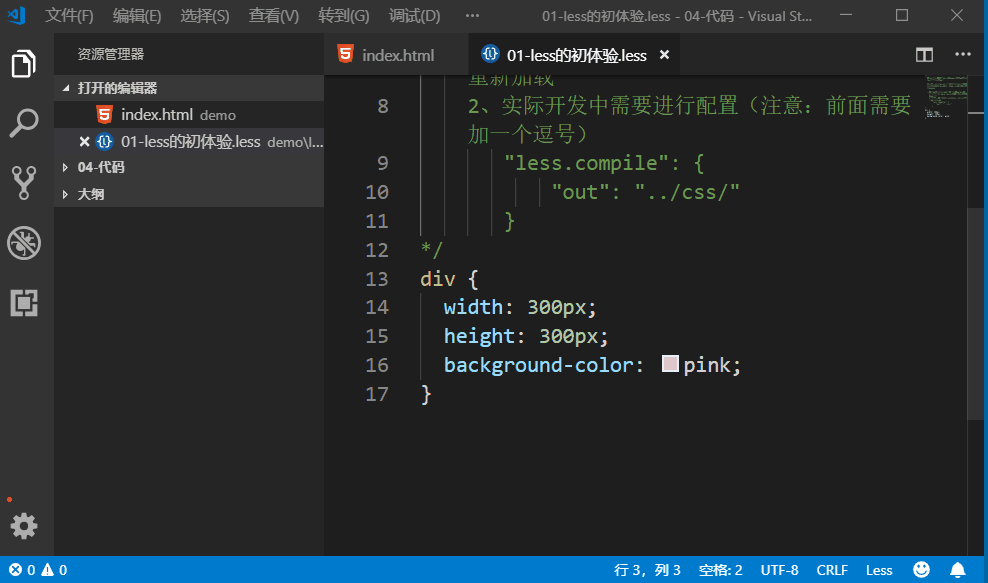 文件(F) 编辑(E) 选择(S) 查看(V) 转到(G) 调试(D) ··· 01-less的初体验.less - 04-代码 - Visual St...
资源管理器
打开的编辑器
index.html demo
01-less的初体验.less demo\l...
04-代码
大纲
index.html
01-less的初体验.less
重新加载
8 2、实际开发中需要进行配置（注意：前面需要
加一个逗号）
9 "less.compile": {
10 "out": "../css/"
11 }
12 */
13 div {
14 width: 300px;
15 height: 300px;
16 background-color: pink;
17 }
0 0 行 3，列 3 空格: 2 UTF-8 CRLF Less